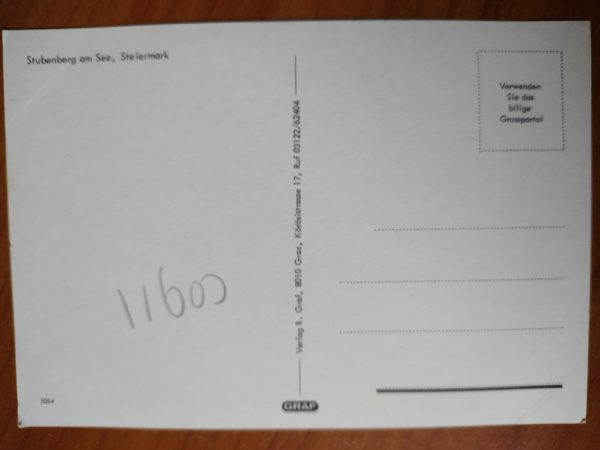 Stubenberg am See, Steiermark
Verwenden
Sie das
billige
Grussporto!
Verlag R. Graf, 8010 Graz, Körösistrasse 17, Ruf 03122/62404
5054
GRAF